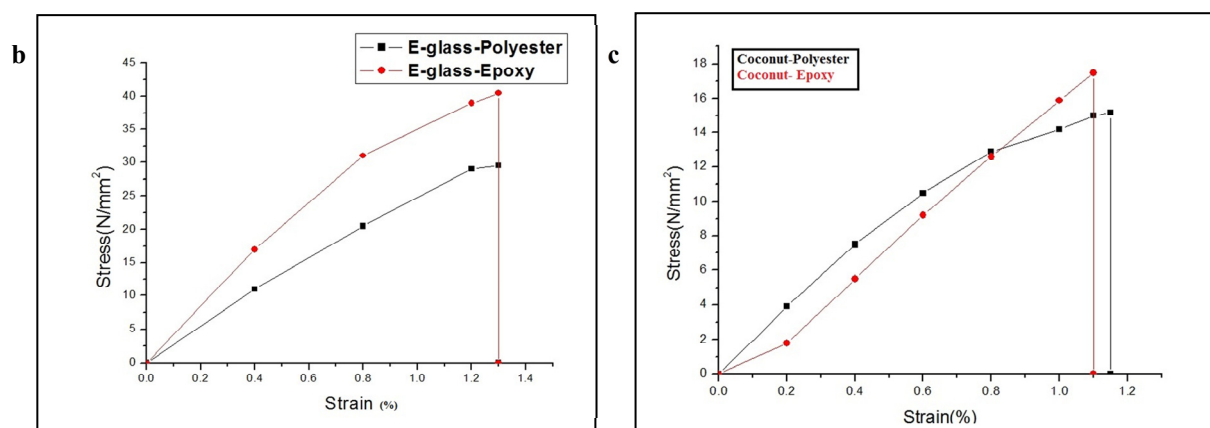 b
E-glass-Polyester
E-glass-Epoxy
45
40
35
30
25
20
15
10
5
0
Stress(N/mm²)
0.0 0.2 0.4 0.6 0.8 1.0 1.2 1.4
Strain (%)
c
Coconut-Polyester
Coconut- Epoxy
18
16
14
12
10
8
6
4
2
0
Stress(N/mm²)
0.0 0.2 0.4 0.6 0.8 1.0 1.2
Strain(%)